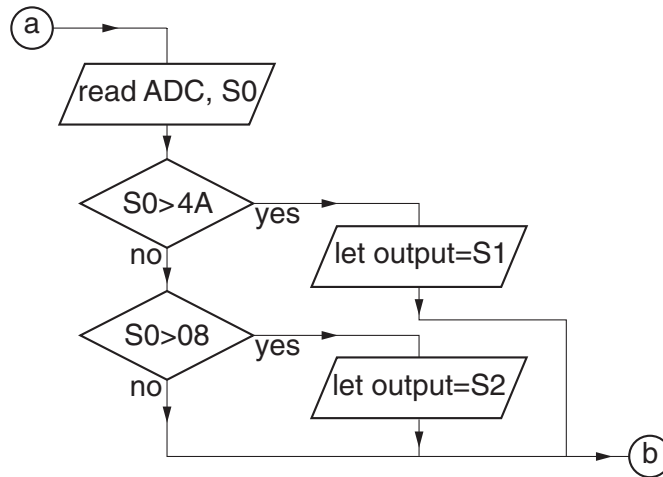 a
read ADC, S0
S0>4A
yes
no
let output=S1
S0>08
yes
no
let output=S2
b